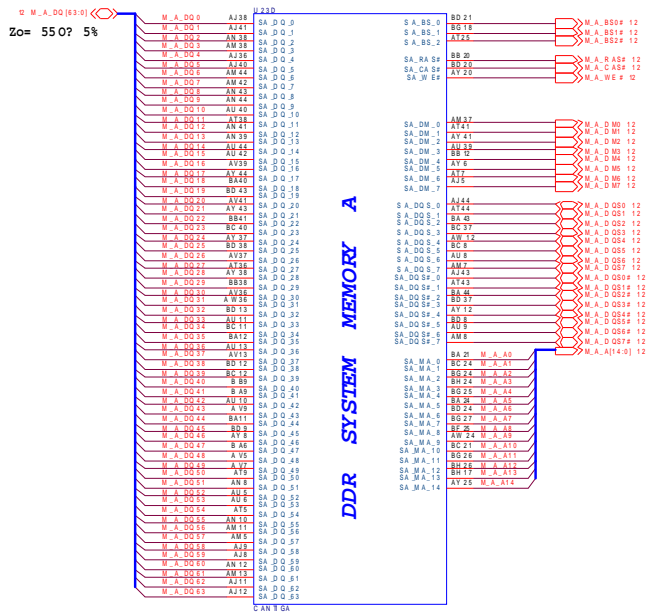 12 M_A_DQ[63:0]
Zo= 55O? 5%
U23D
M_A_DQ0 AJ38 SA_DQ_0
M_A_DQ1 AJ41 SA_DQ_1
M_A_DQ2 AN38 SA_DQ_2
M_A_DQ3 AM38 SA_DQ_3
M_A_DQ4 AJ36 SA_DQ_4
M_A_DQ5 AJ40 SA_DQ_5
M_A_DQ6 AM44 SA_DQ_6
M_A_DQ7 AM42 SA_DQ_7
M_A_DQ8 AN43 SA_DQ_8
M_A_DQ9 AN44 SA_DQ_9
M_A_DQ10 AU40 SA_DQ_10
M_A_DQ11 AT38 SA_DQ_11
M_A_DQ12 AN41 SA_DQ_12
M_A_DQ13 AN39 SA_DQ_13
M_A_DQ14 AU44 SA_DQ_14
M_A_DQ15 AU42 SA_DQ_15
M_A_DQ16 AV39 SA_DQ_16
M_A_DQ17 AY44 SA_DQ_17
M_A_DQ18 BA40 SA_DQ_18
M_A_DQ19 BD43 SA_DQ_19
M_A_DQ20 AV41 SA_DQ_20
M_A_DQ21 AY43 SA_DQ_21
M_A_DQ22 BB41 SA_DQ_22
M_A_DQ23 BC40 SA_DQ_23
M_A_DQ24 AY37 SA_DQ_24
M_A_DQ25 BD38 SA_DQ_25
M_A_DQ26 AV37 SA_DQ_26
M_A_DQ27 AT36 SA_DQ_27
M_A_DQ28 AY38 SA_DQ_28
M_A_DQ29 BB38 SA_DQ_29
M_A_DQ30 AV36 SA_DQ_30
M_A_DQ31 AW36 SA_DQ_31
M_A_DQ32 BD13 SA_DQ_32
M_A_DQ33 AU11 SA_DQ_33
M_A_DQ34 BC11 SA_DQ_34
M_A_DQ35 BA12 SA_DQ_35
M_A_DQ36 AU13 SA_DQ_36
M_A_DQ37 AV13 SA_DQ_37
M_A_DQ38 BD12 SA_DQ_38
M_A_DQ39 BC12 SA_DQ_39
M_A_DQ40 BB9 SA_DQ_40
M_A_DQ41 BA9 SA_DQ_41
M_A_DQ42 AU10 SA_DQ_42
M_A_DQ43 AV9 SA_DQ_43
M_A_DQ44 BA11 SA_DQ_44
M_A_DQ45 BD9 SA_DQ_45
M_A_DQ46 AY8 SA_DQ_46
M_A_DQ47 BA6 SA_DQ_47
M_A_DQ48 AV5 SA_DQ_48
M_A_DQ49 AV7 SA_DQ_49
M_A_DQ50 AT9 SA_DQ_50
M_A_DQ51 AN8 SA_DQ_51
M_A_DQ52 AU5 SA_DQ_52
M_A_DQ53 AU6 SA_DQ_53
M_A_DQ54 AT5 SA_DQ_54
M_A_DQ55 AN10 SA_DQ_55
M_A_DQ56 AM11 SA_DQ_56
M_A_DQ57 AM5 SA_DQ_57
M_A_DQ58 AJ9 SA_DQ_58
M_A_DQ59 AJ8 SA_DQ_59
M_A_DQ60 AN12 SA_DQ_60
M_A_DQ61 AM13 SA_DQ_61
M_A_DQ62 AJ11 SA_DQ_62
M_A_DQ63 AJ12 SA_DQ_63
CANTIGA
DDR SYSTEM MEMORY A
SA_BS_0 BD21 M_A_BS0# 12
SA_BS_1 BG18 M_A_BS1# 12
SA_BS_2 AT25 M_A_BS2# 12
SA_RAS# BB20 M_A_RAS# 12
SA_CAS# BD20 M_A_CAS# 12
SA_WE# AY20 M_A_WE# 12
SA_DM_0 AM37 M_A_DM0 12
SA_DM_1 AT41 M_A_DM1 12
SA_DM_2 AY41 M_A_DM2 12
SA_DM_3 AU39 M_A_DM3 12
SA_DM_4 BB12 M_A_DM4 12
SA_DM_5 AY6 M_A_DM5 12
SA_DM_6 AT7 M_A_DM6 12
SA_DM_7 AJ5 M_A_DM7 12
SA_DQS_0 AJ44 M_A_DQS0 12
SA_DQS_1 AT44 M_A_DQS1 12
SA_DQS_2 BA43 M_A_DQS2 12
SA_DQS_3 BC37 M_A_DQS3 12
SA_DQS_4 AW12 M_A_DQS4 12
SA_DQS_5 BC8 M_A_DQS5 12
SA_DQS_6 AU8 M_A_DQS6 12
SA_DQS_7 AM7 M_A_DQS7 12
SA_DQS#_0 AJ43 M_A_DQS0# 12
SA_DQS#_1 AT43 M_A_DQS1# 12
SA_DQS#_2 BA44 M_A_DQS2# 12
SA_DQS#_3 BD37 M_A_DQS3# 12
SA_DQS#_4 AY12 M_A_DQS4# 12
SA_DQS#_5 BD8 M_A_DQS5# 12
SA_DQS#_6 AU9 M_A_DQS6# 12
SA_DQS#_7 AM8 M_A_DQS7# 12
M_A_A[14:0] 12
SA_MA_0 BA21 M_A_A0
SA_MA_1 BC24 M_A_A1
SA_MA_2 BG24 M_A_A2
SA_MA_3 BH24 M_A_A3
SA_MA_4 BG25 M_A_A4
SA_MA_5 BA24 M_A_A5
SA_MA_6 BD24 M_A_A6
SA_MA_7 BG27 M_A_A7
SA_MA_8 BF25 M_A_A8
SA_MA_9 AW24 M_A_A9
SA_MA_10 BC21 M_A_A10
SA_MA_11 BG26 M_A_A11
SA_MA_12 BH26 M_A_A12
SA_MA_13 BH17 M_A_A13
SA_MA_14 AY25 M_A_A14